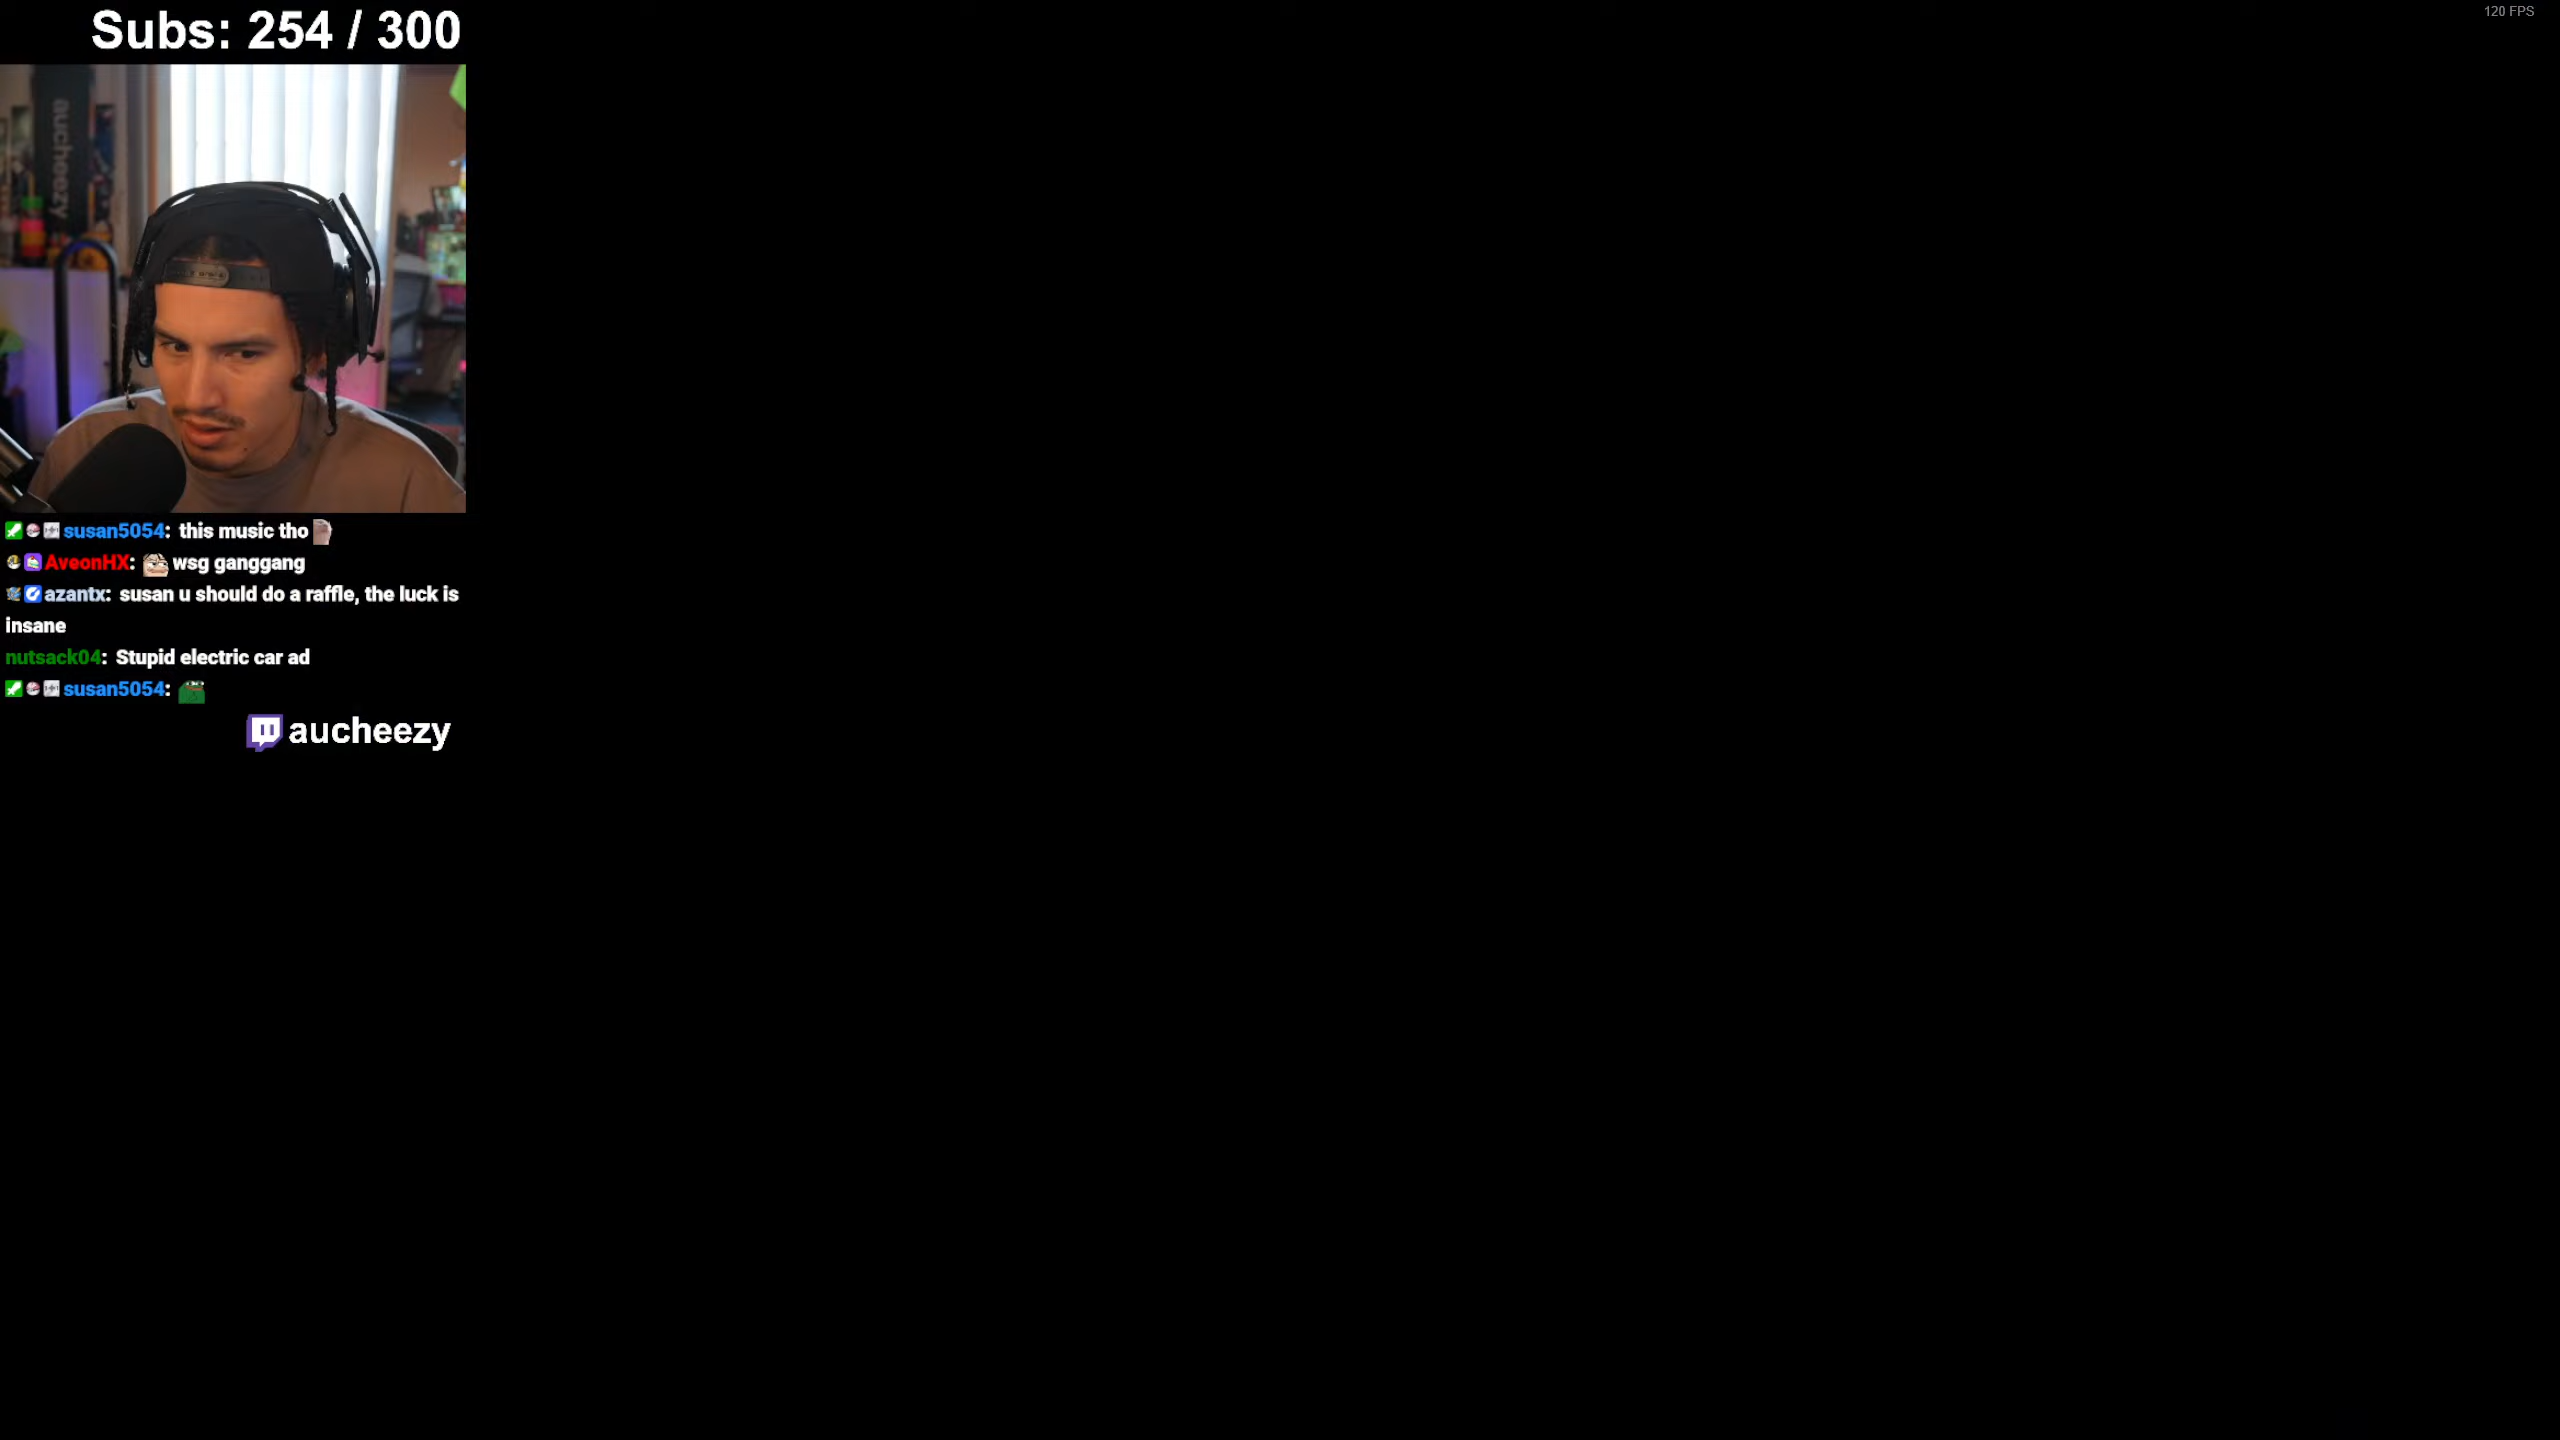 Subs: 254 / 300
120 FPS
aucheezy
susan5054: this music tho
AveonHX: wsg ganggang
azantx: susan u should do a raffle, the luck is
insane
nutsack04: Stupid electric car ad
susan5054:
aucheezy